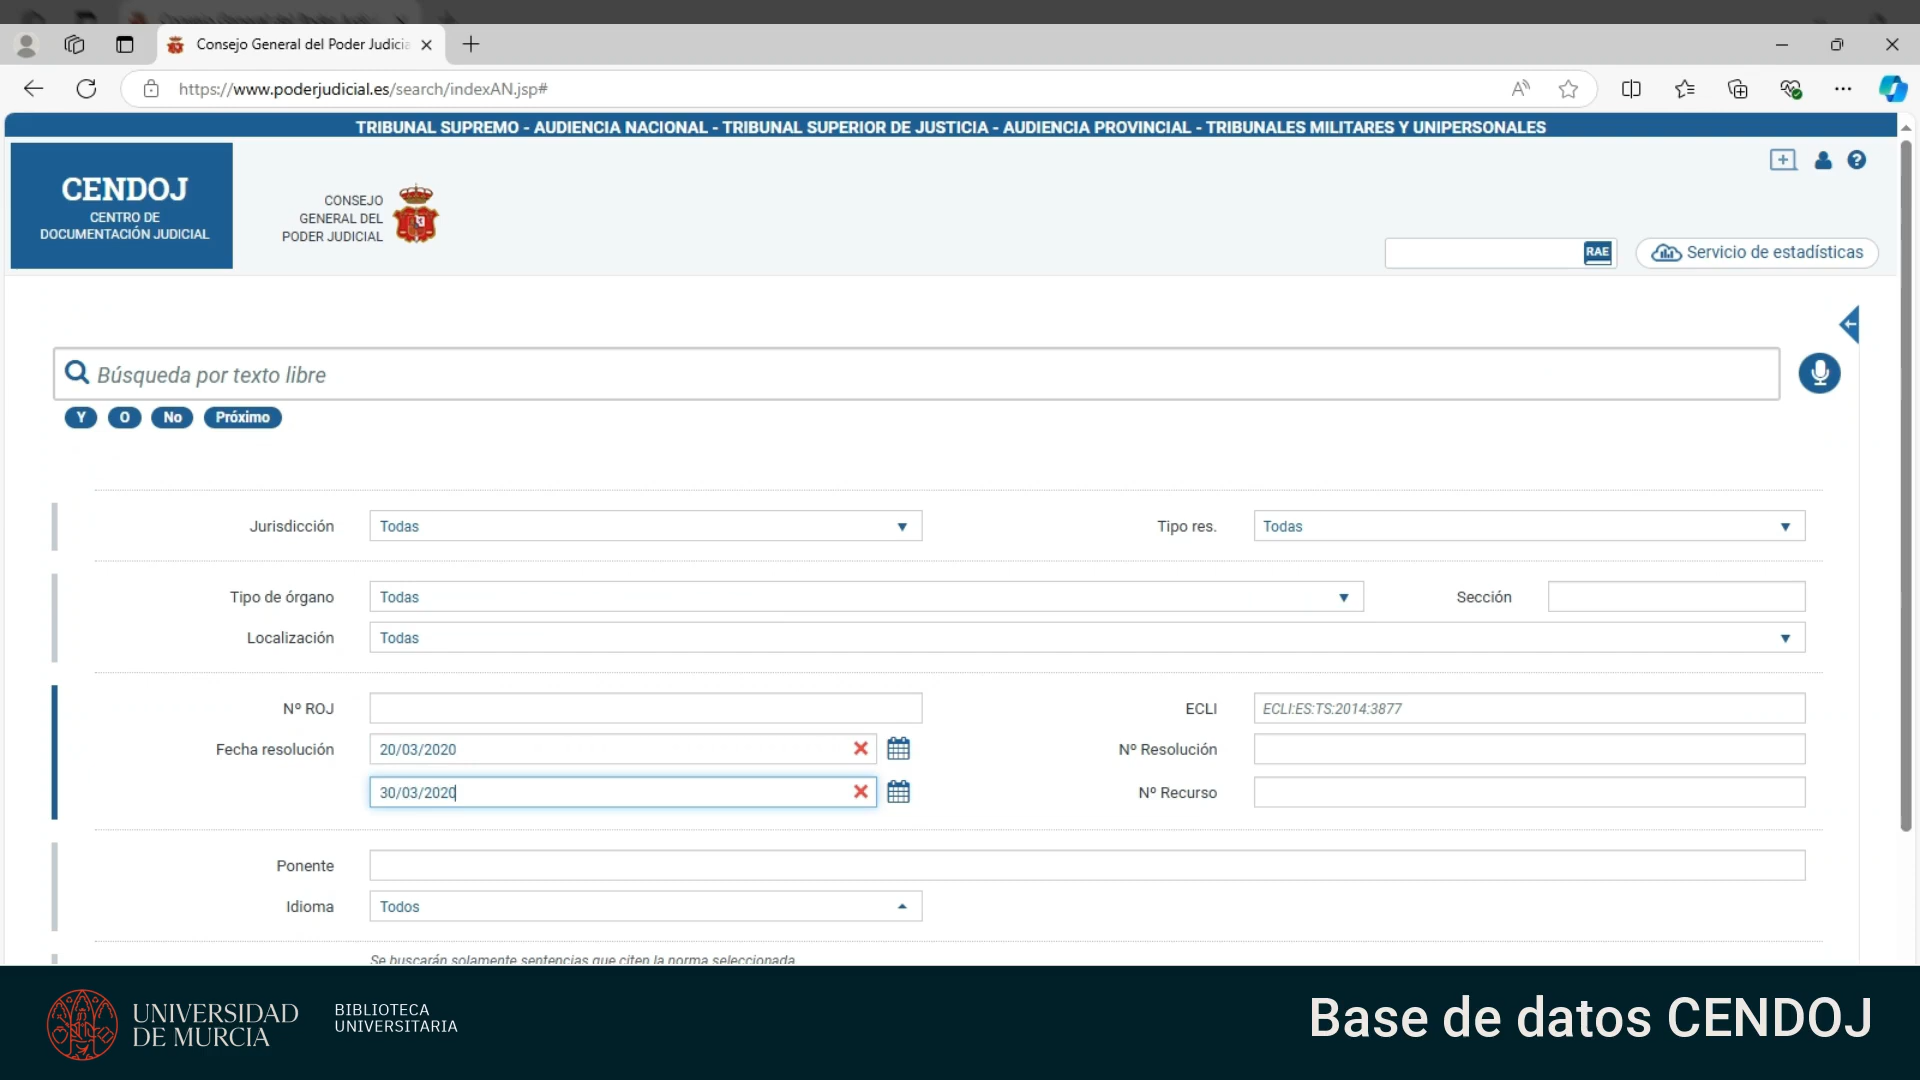 Consejo General del Poder Judicia
https://www.poderjudicial.es/search/indexAN.jsp#
TRIBUNAL SUPREMO - AUDIENCIA NACIONAL - TRIBUNAL SUPERIOR DE JUSTICIA - AUDIENCIA PROVINCIAL - TRIBUNALES MILITARES Y UNIPERSONALES
CENDOJ
CENTRO DE
DOCUMENTACIÓN JUDICIAL
CONSEJO
GENERAL DEL
PODER JUDICIAL
RAE
Servicio de estadísticas
Búsqueda por texto libre
Y O No Próximo
Jurisdicción Todas Tipo res. Todas
Tipo de órgano Todas Sección
Localización Todas
Nº ROJ ECLI ECLI:ES:TS:2014:3877
Fecha resolución 20/03/2020 Nº Resolución
30/03/2020 Nº Recurso
Ponente
Idioma Todos
Se buscarán solamente sentencias que citen la norma seleccionada
UNIVERSIDAD
DE MURCIA
BIBLIOTECA
UNIVERSITARIA
Base de datos CENDOJ